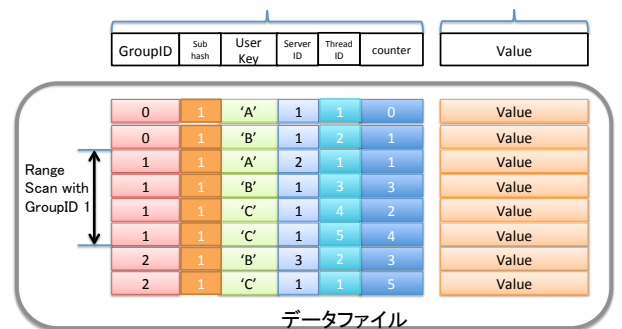 GroupID Sub hash User Key Server ID Thread ID counter Value
0 1 ‘A’ 1 1 0 Value
0 1 ‘B’ 1 2 1 Value
1 1 ‘A’ 2 1 1 Value
1 1 ‘B’ 1 3 3 Value
1 1 ‘C’ 1 4 2 Value
1 1 ‘C’ 1 5 4 Value
2 1 ‘B’ 3 2 3 Value
2 1 ‘C’ 1 1 5 Value
Range
Scan with
GroupID 1
データファイル